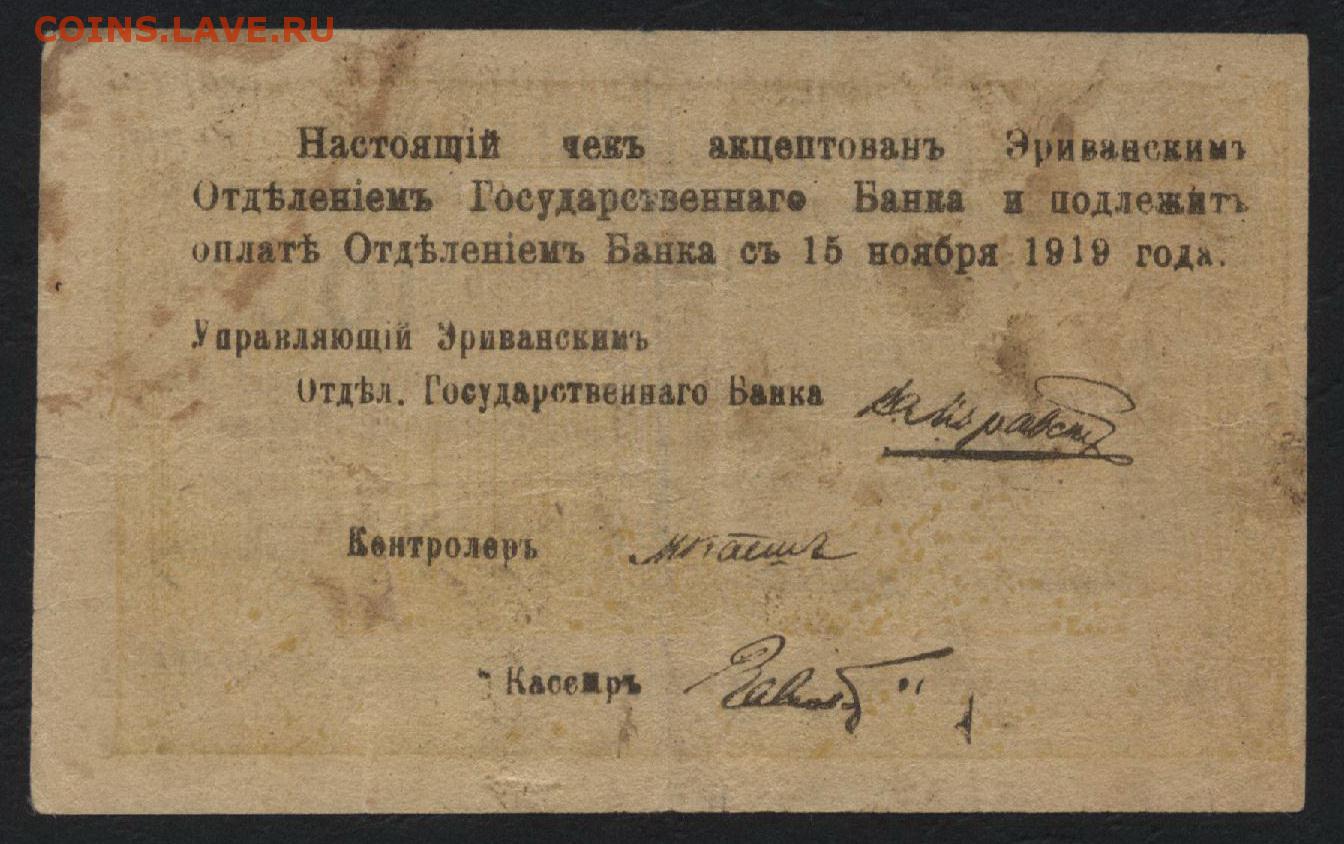 COINS.LAVE.RU
Настоящій чекъ акцептованъ Эриванскимъ
Отдѣленіемъ Государственнаго Банка и подлежитъ
оплатѣ Отдѣленіемъ Банка съ 15 ноября 1919 года.
Управляющій Эриванскимъ
Отдѣл. Государственнаго Банка
Контролеръ
Кассиръ